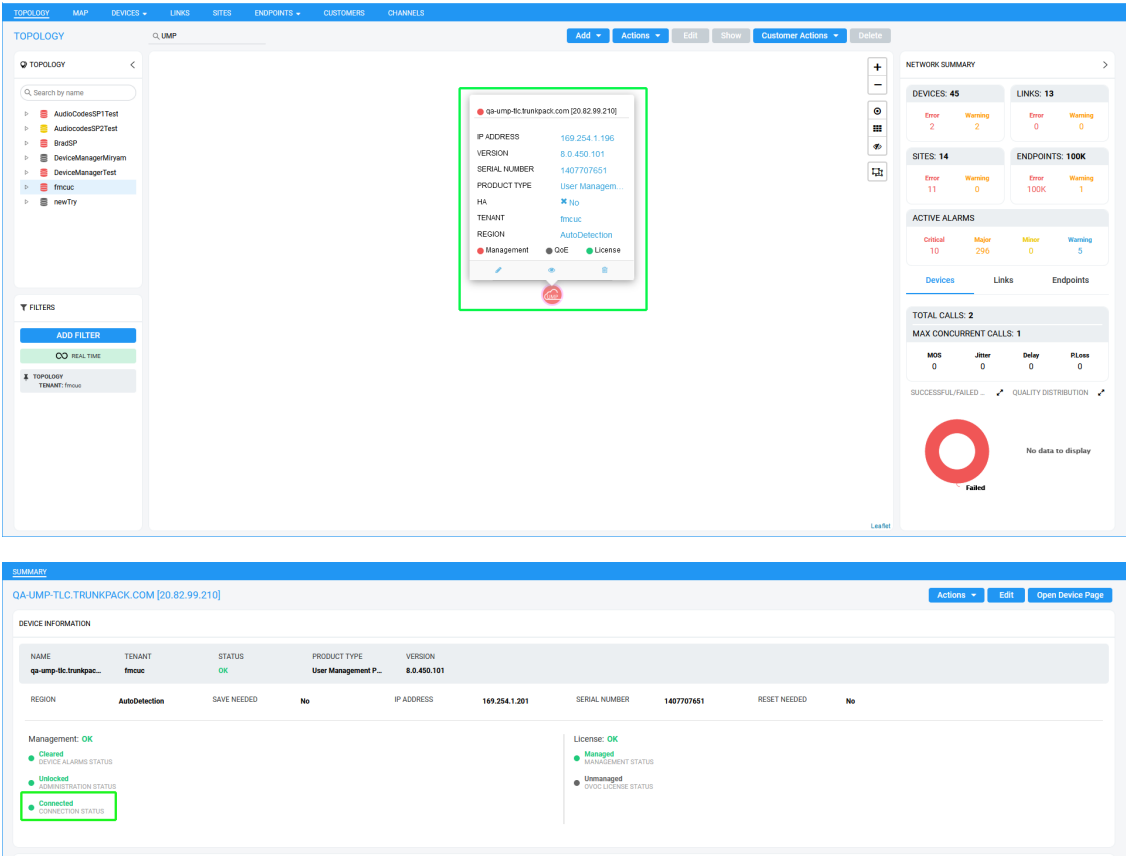 TOPOLOGY MAP DEVICES LINKS SITES ENDPOINTS CUSTOMERS CHANNELS
TOPOLOGY UMP Add Actions Edit Show Customer Actions Delete
TOPOLOGY
Search by name
AudioCodesSP1Test
AudiocodesSP2Test
BradSP
DeviceManagerMiryam
DeviceManagerTest
fmcuc
newTry
FILTERS
ADD FILTER
REAL TIME
TOPOLOGY
TENANT: fmcuc
qa-ump-tlc.trunkpack.com [20.82.99.210]
IP ADDRESS 169.254.1.196
VERSION 8.0.450.101
SERIAL NUMBER 1407707651
PRODUCT TYPE User Managem...
HA No
TENANT fmcuc
REGION AutoDetection
Management QoE License
UMP
+
−
Leaflet
NETWORK SUMMARY
DEVICES: 45 LINKS: 13
Error Warning Error Warning
2 2 0 0
SITES: 14 ENDPOINTS: 100K
Error Warning Error Warning
11 0 100K 1
ACTIVE ALARMS
Critical Major Minor Warning
10 296 0 5
Devices Links Endpoints
TOTAL CALLS: 2
MAX CONCURRENT CALLS: 1
MOS Jitter Delay P.Loss
0 0 0 0
SUCCESSFUL/FAILED ... QUALITY DISTRIBUTION
No data to display
Failed
SUMMARY
QA-UMP-TLC.TRUNKPACK.COM [20.82.99.210] Actions Edit Open Device Page
DEVICE INFORMATION
NAME TENANT STATUS PRODUCT TYPE VERSION
qa-ump-tlc.trunkpac... fmcuc OK User Management P... 8.0.450.101
REGION AutoDetection SAVE NEEDED No IP ADDRESS 169.254.1.201 SERIAL NUMBER 1407707651 RESET NEEDED No
Management: OK
Cleared
DEVICE ALARMS STATUS
Unlocked
ADMINISTRATION STATUS
Connected
CONNECTION STATUS
License: OK
Managed
MANAGEMENT STATUS
Unmanaged
OVOC LICENSE STATUS